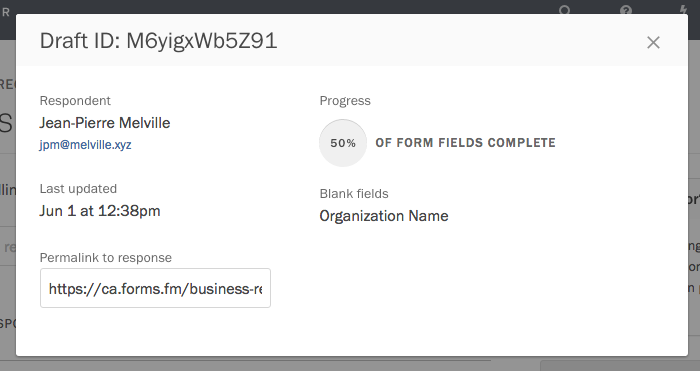 Draft ID: M6yigxWb5Z91
Respondent
Jean-Pierre Melville
jpm@melville.xyz
Last updated
Jun 1 at 12:38pm
Permalink to response
https://ca.forms.fm/business-re
Progress
50% OF FORM FIELDS COMPLETE
Blank fields
Organization Name